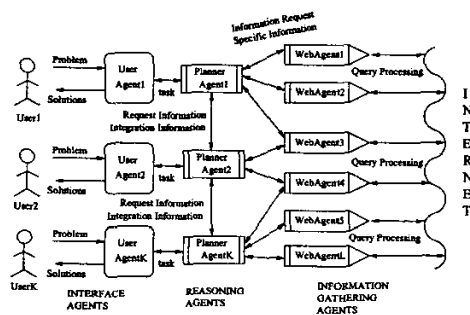 Information Request
Specific Information
Problem
User
Agent1
Solutions
User1
task
Planner
Agent1
WebAgent1
WebAgent2
Query Processing
Request Information
Integration Information
Problem
User
Agent2
Solutions
User2
task
Planner
Agent2
WebAgent3
WebAgent4
Query Processing
Request Information
Integration Information
Problem
User
AgentK
Solutions
UserK
task
Planner
AgentK
WebAgent5
WebAgentL
Query Processing
INTERNET
INTERFACE
AGENTS
REASONING
AGENTS
INFORMATION
GATHERING
AGENTS